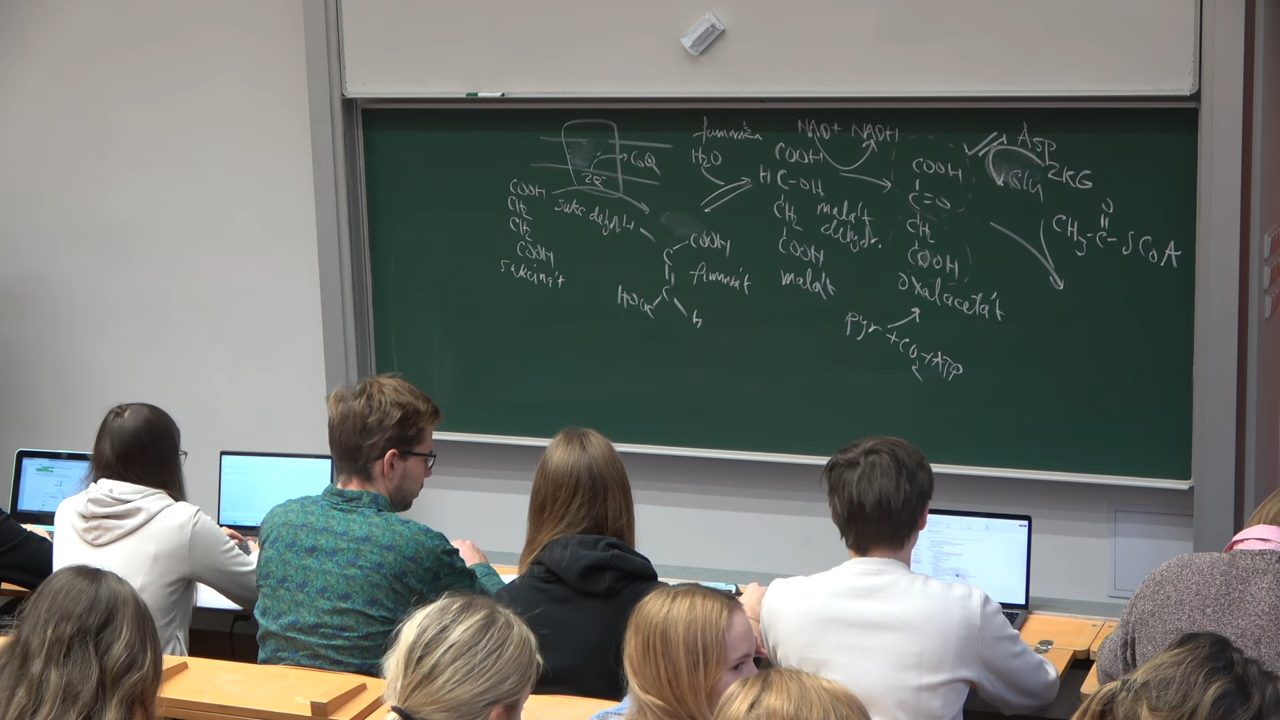 CoQ
2e⁻
COOH
CH₂
CH₂
COOH
sukcinát
sukc dehydr
COOH
C
C
HOOC
H
fumarát
fumaráza
H₂O
COOH
H C-OH
CH₂
COOH
malát
NAD+ NADH
malát
dehydr.
COOH
C=O
CH₂
COOH
oxalacetát
Pyr + CO₂ + ATP
Asp
2KG
Glu
O
CH₃-C-SCoA